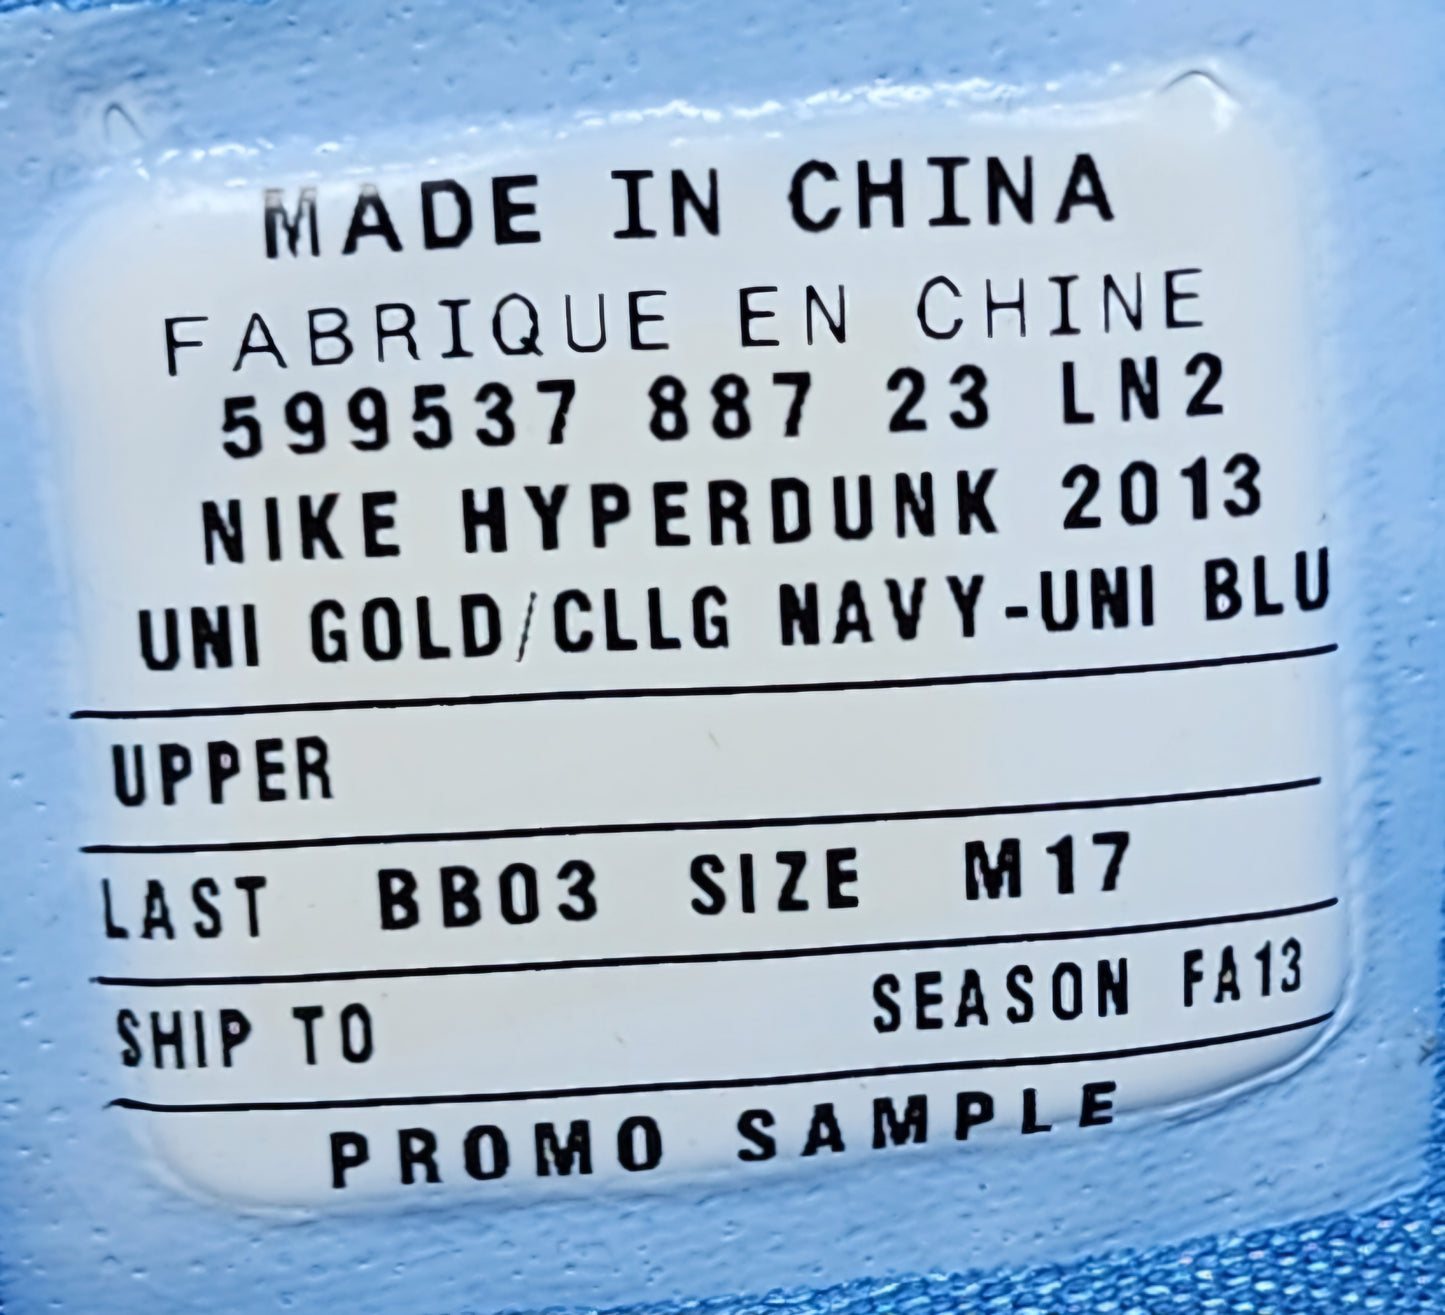 MADE IN CHINA
FABRIQUE EN CHINE
599537 887 23 LN2
NIKE HYPERDUNK 2013
UNI GOLD/CLLG NAVY-UNI BLU
UPPER
LAST BB03 SIZE M17
SHIP TO SEASON FA13
PROMO SAMPLE